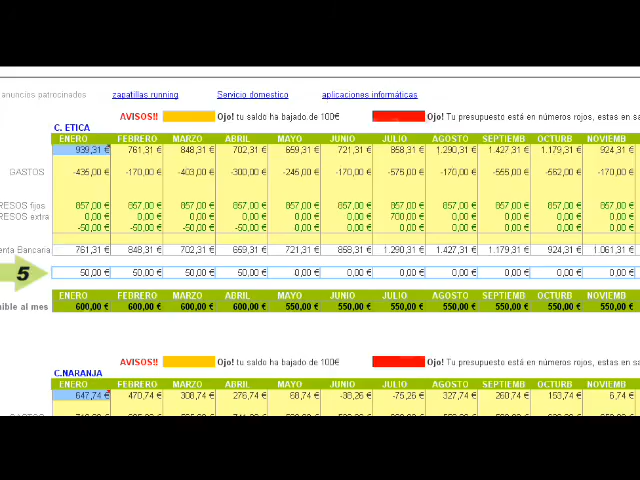 anuncios patrocinados zapatillas running Servicio domestico aplicaciones informáticas
AVISOS!! Ojo! tu saldo ha bajado de 100€ Ojo! Tu presupuesto está en números rojos, estas en sa
C. ETICA
ENERO FEBRERO MARZO ABRIL MAYO JUNIO JULIO AGOSTO SEPTIEMB OCTURB NOVIEMB
939,31 € 761,31 € 848,31 € 702,31 € 659,31 € 721,31 € 858,31 € 1.290,31 € 1.427,31 € 1.179,31 € 924,31 €
GASTOS -435,00 € -170,00 € -403,00 € -300,00 € -245,00 € -170,00 € -576,00 € -170,00 € -555,00 € -562,00 € -170,00 €
RESOS fijos 857,00 € 857,00 € 857,00 € 857,00 € 857,00 € 857,00 € 857,00 € 857,00 € 857,00 € 857,00 € 857,00 €
RESOS extra 0,00 € 0,00 € 0,00 € 0,00 € 0,00 € 0,00 € 700,00 € 0,00 € 0,00 € 0,00 € 0,00 €
-50,00 € -50,00 € -50,00 € -50,00 € 0,00 € 0,00 € 0,00 € 0,00 € 0,00 € 0,00 € 0,00 €
enta Bancaria 761,31 € 848,31 € 702,31 € 659,31 € 721,31 € 858,31 € 1.290,31 € 1.427,31 € 1.179,31 € 924,31 € 1.061,31 €
5 50,00 € 50,00 € 50,00 € 50,00 € 0,00 € 0,00 € 0,00 € 0,00 € 0,00 € 0,00 € 0,00 €
ENERO FEBRERO MARZO ABRIL MAYO JUNIO JULIO AGOSTO SEPTIEMB OCTURB NOVIEMB
nible al mes 600,00 € 600,00 € 600,00 € 600,00 € 550,00 € 550,00 € 550,00 € 550,00 € 550,00 € 550,00 € 550,00 €
AVISOS!! Ojo! tu saldo ha bajado de 100€ Ojo! Tu presupuesto está en números rojos, estas en sa
C.NARANJA
ENERO FEBRERO MARZO ABRIL MAYO JUNIO JULIO AGOSTO SEPTIEMB OCTURB NOVIEMB
647,74 € 470,74 € 308,74 € 276,74 € 88,74 € -38,26 € -75,26 € 327,74 € 260,74 € 153,74 € 6,74 €